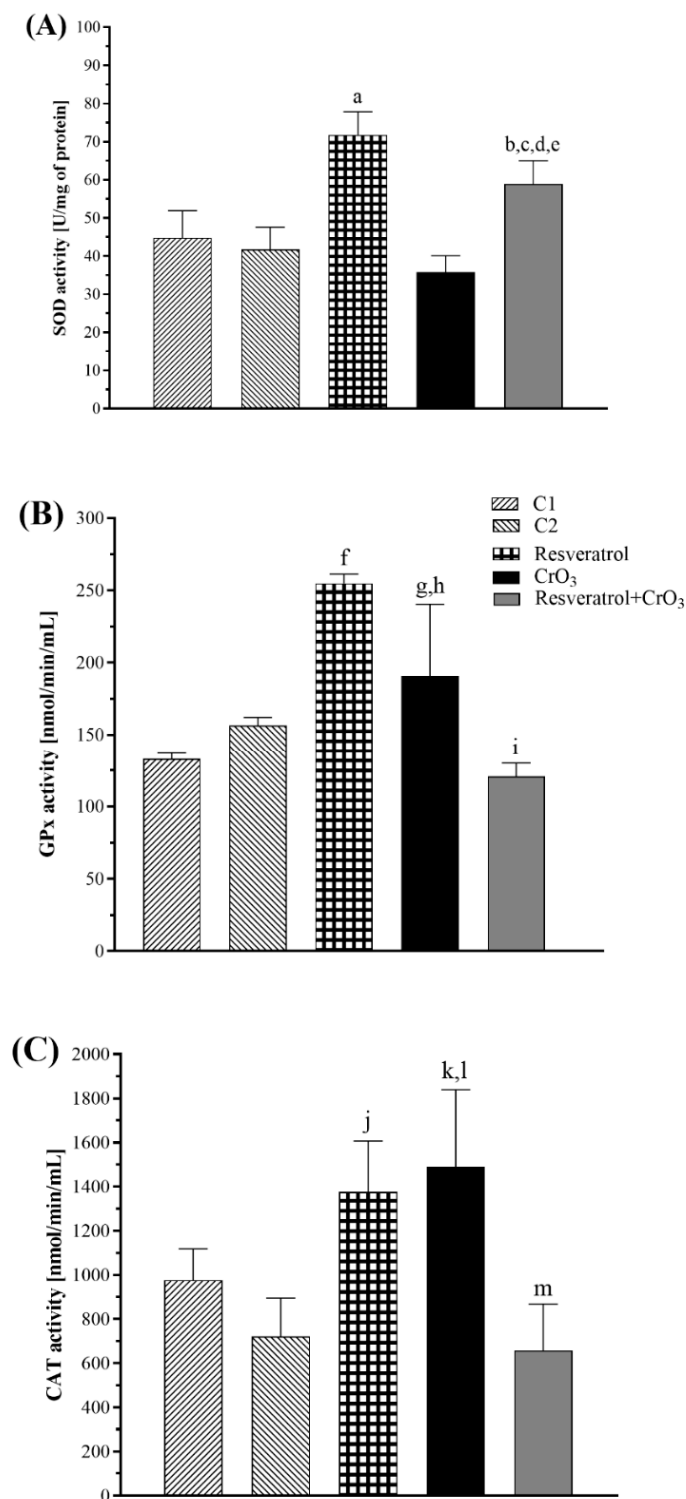 (A)
SOD activity [U/mg of protein]
100
90
80
70
60
50
40
30
20
10
0
a
b,c,d,e
(B)
C1
C2
Resveratrol
CrO₃
Resveratrol+CrO₃
GPx activity [nmol/min/mL]
300
250
200
150
100
50
0
f
g,h
i
(C)
CAT activity [nmol/min/mL]
2000
1800
1600
1400
1200
1000
800
600
400
200
0
j
k,l
m